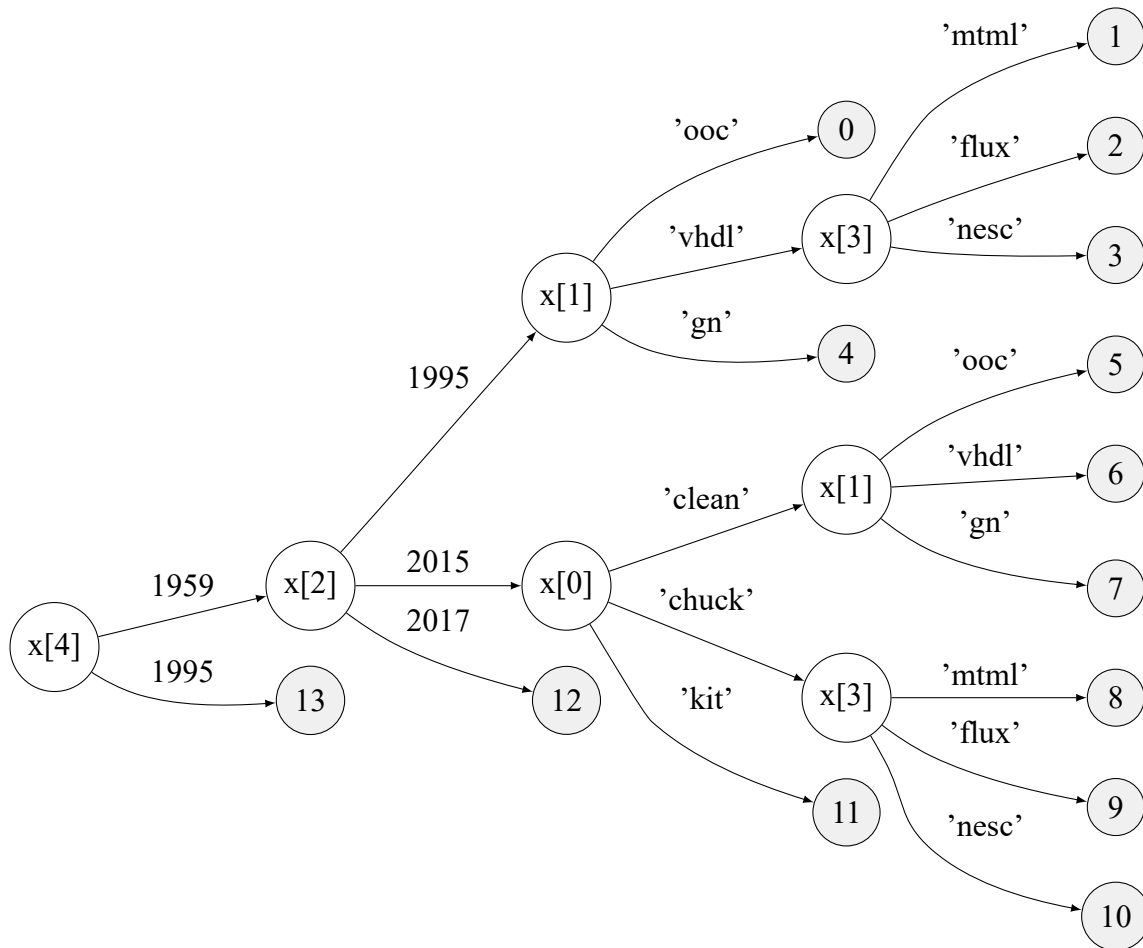 ’mtml’
1
’ooc’
0
’flux’
2
’vhdl’
x[3]
’nesc’
3
x[1]
’gn’
4
’ooc’
5
1995
’vhdl’
6
’clean’
x[1]
’gn’
7
1959
x[2]
2015
x[0]
’chuck’
2017
x[4]
1995
13
12
’kit’
x[3]
’mtml’
8
’flux’
9
11
’nesc’
10